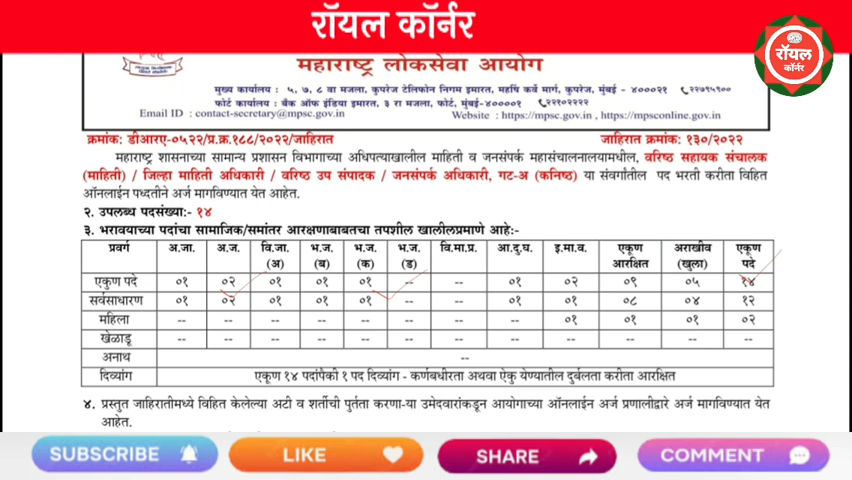 रॉयल कॉर्नर
रॉयल
कॉर्नर
महाराष्ट्र लोकसेवा आयोग
मुख्य कार्यालय : ५, ७, ८ वा मजला, कुपरेज टेलिफोन निगम इमारत, महर्षि कर्वे मार्ग, कुपरेज, मुंबई - ४०००२१ २२७९५९००
फोर्ट कार्यालय : बँक ऑफ इंडिया इमारत, ३ रा मजला, फोर्ट, मुंबई-४००००१ २२१०२२२२
Email ID : contact-secretary@mpsc.gov.in Website : https://mpsc.gov.in , https://mpsconline.gov.in
क्रमांक: डीआरए-०५२२/प्र.क्र.१८८/२०२२/जाहिरात जाहिरात क्रमांक: १३०/२०२२
महाराष्ट्र शासनाच्या सामान्य प्रशासन विभागाच्या अधिपत्याखालील माहिती व जनसंपर्क महासंचालनालयामधील, वरिष्ठ सहायक संचालक
(माहिती) / जिल्हा माहिती अधिकारी / वरिष्ठ उप संपादक / जनसंपर्क अधिकारी, गट-अ (कनिष्ठ) या संवर्गातील पद भरती करीता विहित
ऑनलाईन पध्दतीने अर्ज मागविण्यात येत आहेत.
२. उपलब्ध पदसंख्या:- १४
३. भरावयाच्या पदांचा सामाजिक/समांतर आरक्षणाबाबतचा तपशील खालीलप्रमाणे आहे:-
प्रवर्ग अ.जा. अ.ज. वि.जा. (अ) भ.ज. (ब) भ.ज. (क) भ.ज. (ड) वि.मा.प्र. आ.दु.घ. इ.मा.व. एकूण आरक्षित अराखीव (खुला) एकूण पदे
एकूण पदे ०१ ०२ ०१ ०१ ०१ -- -- ०१ ०२ ०९ ०५ १४
सर्वसाधारण ०१ ०२ ०१ ०१ ०१ -- -- ०१ ०१ ०८ ०४ १२
महिला -- -- -- -- -- -- -- -- ०१ ०१ ०१ ०२
खेळाडू -- -- -- -- -- -- -- -- -- -- -- --
अनाथ --
दिव्यांग एकूण १४ पदांपैकी १ पद दिव्यांग - कर्णबधीरता अथवा ऐकु येण्यातील दुर्बलता करीता आरक्षित
४. प्रस्तुत जाहिरातीमध्ये विहित केलेल्या अटी व शर्तीची पुर्तता करणा-या उमेदवारांकडून आयोगाच्या ऑनलाईन अर्ज प्रणालीद्वारे अर्ज मागविण्यात येत
आहेत.
SUBSCRIBE LIKE SHARE COMMENT